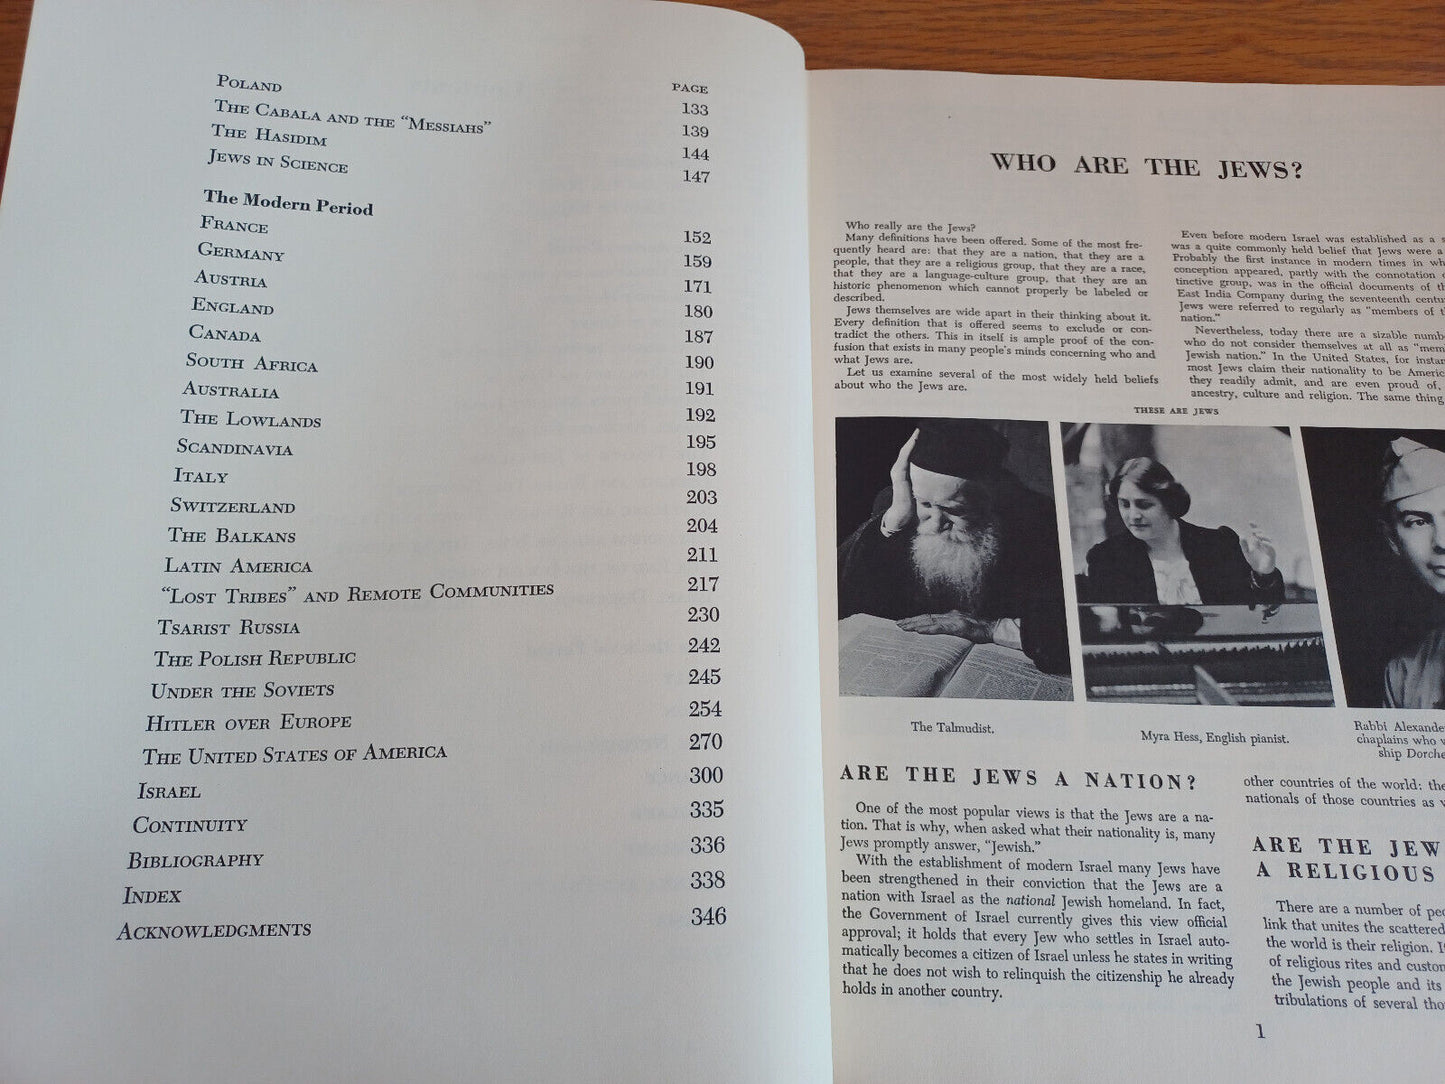 PAGE
POLAND 133
THE CABALA AND THE "MESSIAHS" 139
THE HASIDIM 144
JEWS IN SCIENCE 147
The Modern Period
FRANCE 152
GERMANY 159
AUSTRIA 171
ENGLAND 180
CANADA 187
SOUTH AFRICA 190
AUSTRALIA 191
THE LOWLANDS 192
SCANDINAVIA 195
ITALY 198
SWITZERLAND 203
THE BALKANS 204
LATIN AMERICA 211
"LOST TRIBES" AND REMOTE COMMUNITIES 217
TSARIST RUSSIA 230
THE POLISH REPUBLIC 242
UNDER THE SOVIETS 245
HITLER OVER EUROPE 254
THE UNITED STATES OF AMERICA 270
ISRAEL 300
CONTINUITY 335
BIBLIOGRAPHY 336
INDEX 338
ACKNOWLEDGMENTS 346
WHO ARE THE JEWS?
Who really are the Jews?
Many definitions have been offered. Some of the most fre-
quently heard are: that they are a nation, that they are a
people, that they are a religious group, that they are a race,
that they are a language-culture group, that they are an
historic phenomenon which cannot properly be labeled or
described.
Jews themselves are wide apart in their thinking about it.
Every definition that is offered seems to exclude or con-
tradict the others. This in itself is ample proof of the con-
fusion that exists in many people's minds concerning who and
what Jews are.
Let us examine several of the most widely held beliefs
about who the Jews are.
Even before modern Israel was established as a
was a quite commonly held belief that Jews were a
Probably the first instance in modern times in
conception appeared, partly with the connotation
tinctive group, was in the official documents of
East India Company during the seventeenth
Jews were referred to regularly as "members of
nation."
Nevertheless, today there are a sizable
who do not consider themselves at all as
Jewish nation." In the United States, for
most Jews claim their nationality to be
they readily admit, and are even proud of,
ancestry, culture and religion. The same thing,
THESE ARE JEWS
The Talmudist.
Myra Hess, English pianist.
Rabbi
chaplains who
ship
ARE THE JEWS A NATION?
One of the most popular views is that the Jews are a na-
tion. That is why, when asked what their nationality is, many
Jews promptly answer, "Jewish."
With the establishment of modern Israel many Jews have
been strengthened in their conviction that the Jews are a
nation with Israel as the national Jewish homeland. In fact,
the Government of Israel currently gives this view official
approval; it holds that every Jew who settles in Israel auto-
matically becomes a citizen of Israel unless he states in writing
that he does not wish to relinquish the citizenship he already
holds in another country.
other countries of the world:
nationals of those countries as
ARE THE
A RELIGIOUS
There are a number of
link that unites the scattered
the world is their religion.
of religious rites and
the Jewish people and its
tribulations of several
1